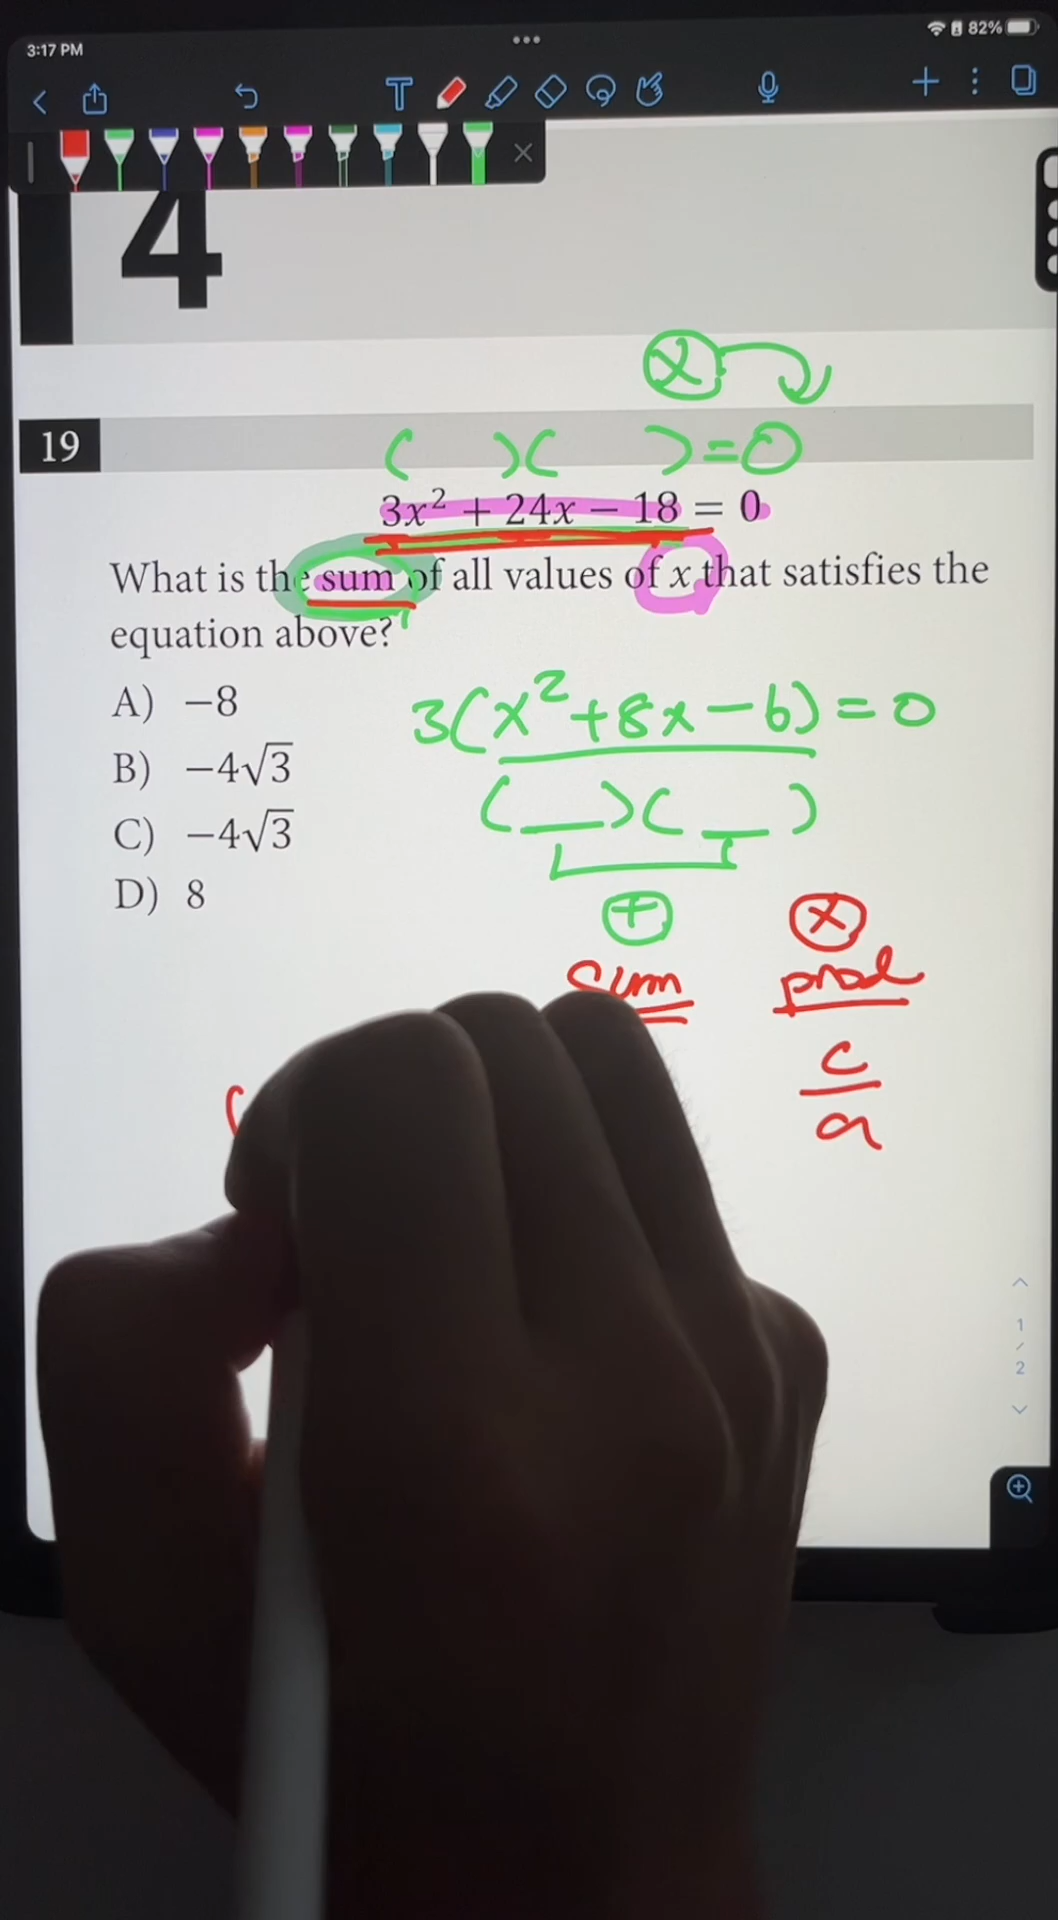 3:17 PM
82%
T
4
x
19
( )( ) = 0
3x² + 24x − 18 = 0
What is the sum of all values of x that satisfies the
equation above?
3(x²+8x−6) = 0
A) −8
B) −4√3
(__)(__)
C) −4√3
D) 8
+
×
sum
prod
c
a
1
/
2